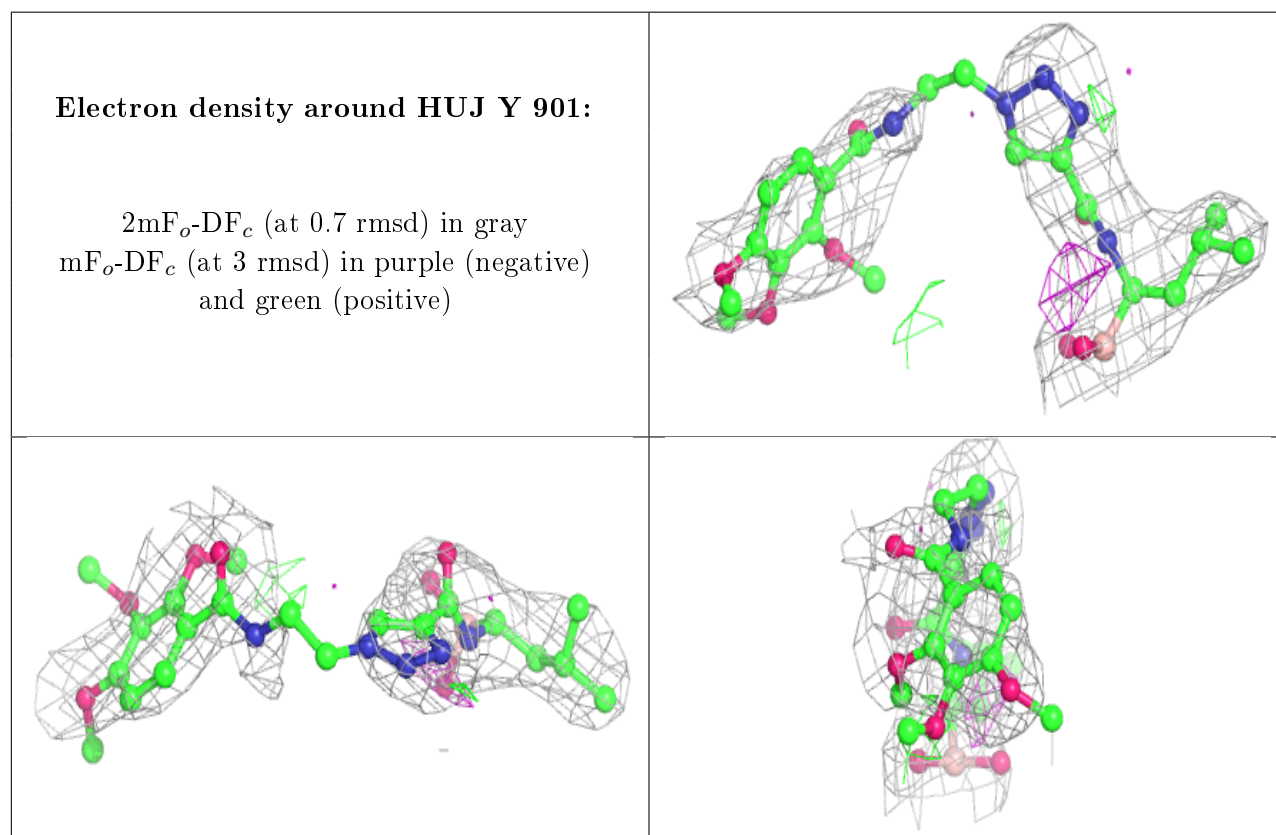 Electron density around HUJ Y 901:
2mFo-DFc (at 0.7 rmsd) in gray
mFo-DFc (at 3 rmsd) in purple (negative)
and green (positive)